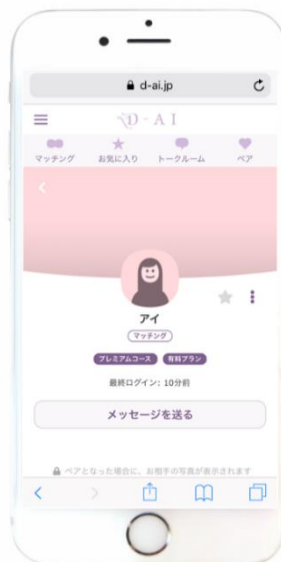 d-ai.jp
D-AI
マッチング お気に入り トークルーム ペア
アイ
マッチング
プレミアムコース 有料プラン
最終ログイン: 10分前
メッセージを送る
ペアとなった場合に、お相手の写真が表示されます